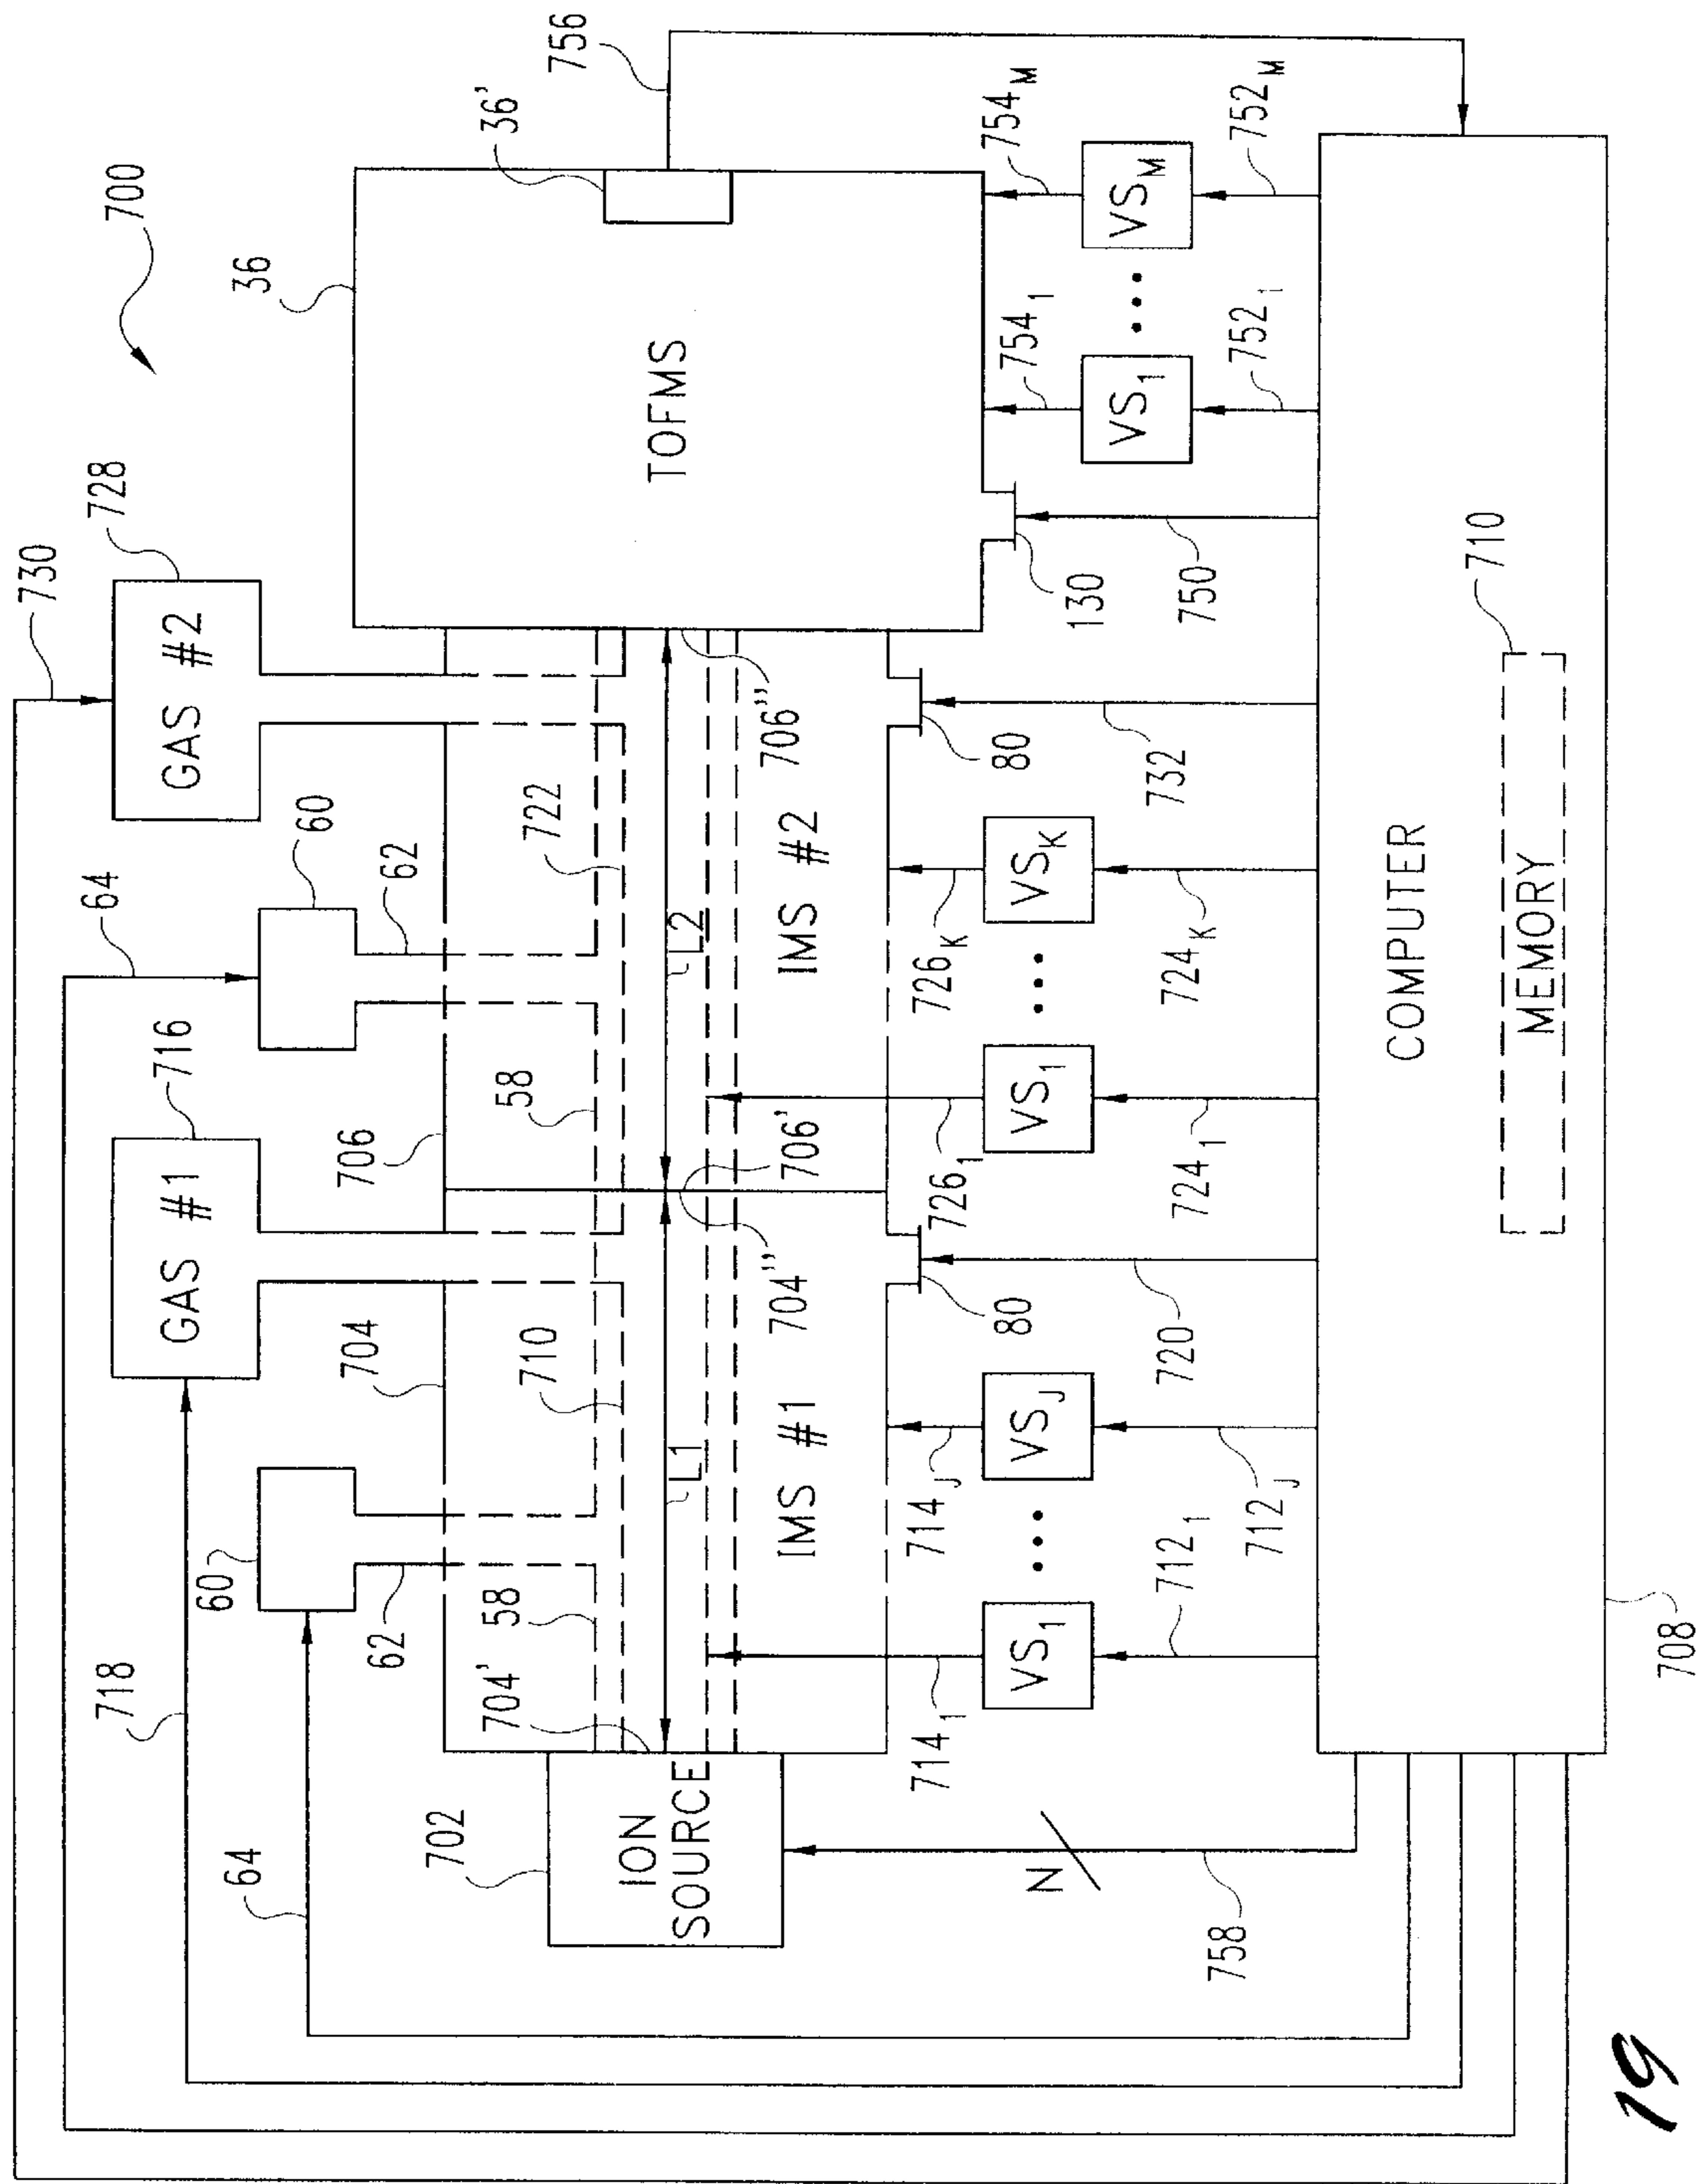 700
730
728
GAS #2
64
60
62
716
GAS #1
718
60
62
64
706
704
58
722
58
710
704'
704"
706'
706"
L1
L2
702
ION
SOURCE
IMS #1
IMS #2
36
36'
TOFMS
756
80
80
130
714₁
714J
726₁
726K
754₁
754M
VS₁
VSJ
VS₁
VSK
VS₁
VSM
712₁
712J
720
724₁
724K
732
750
752₁
752M
N
758
COMPUTER
710
MEMORY
708
19